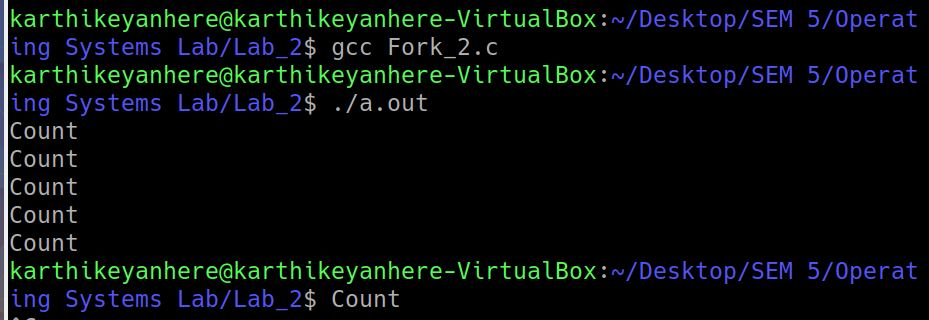 karthikeyanhere@karthikeyanhere-VirtualBox:~/Desktop/SEM 5/Operat
ing Systems Lab/Lab_2$ gcc Fork_2.c
karthikeyanhere@karthikeyanhere-VirtualBox:~/Desktop/SEM 5/Operat
ing Systems Lab/Lab_2$ ./a.out
Count
Count
Count
Count
Count
karthikeyanhere@karthikeyanhere-VirtualBox:~/Desktop/SEM 5/Operat
ing Systems Lab/Lab_2$ Count